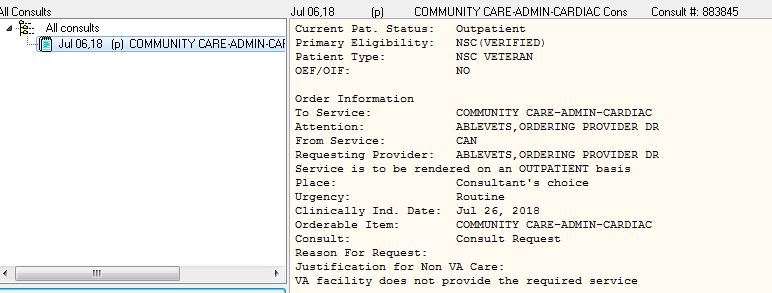 All Consults
Jul 06,18 (p) COMMUNITY CARE-ADMIN-CARDIAC Cons Consult #: 883845
All consults
Jul 06,18 (p) COMMUNITY CARE-ADMIN-CAF
Current Pat. Status: Outpatient
Primary Eligibility: NSC(VERIFIED)
Patient Type: NSC VETERAN
OEF/OIF: NO
Order Information
To Service: COMMUNITY CARE-ADMIN-CARDIAC
Attention: ABLEVETS,ORDERING PROVIDER DR
From Service: CAN
Requesting Provider: ABLEVETS,ORDERING PROVIDER DR
Service is to be rendered on an OUTPATIENT basis
Place: Consultant's choice
Urgency: Routine
Clinically Ind. Date: Jul 26, 2018
Orderable Item: COMMUNITY CARE-ADMIN-CARDIAC
Consult: Consult Request
Reason For Request:
Justification for Non VA Care:
VA facility does not provide the required service